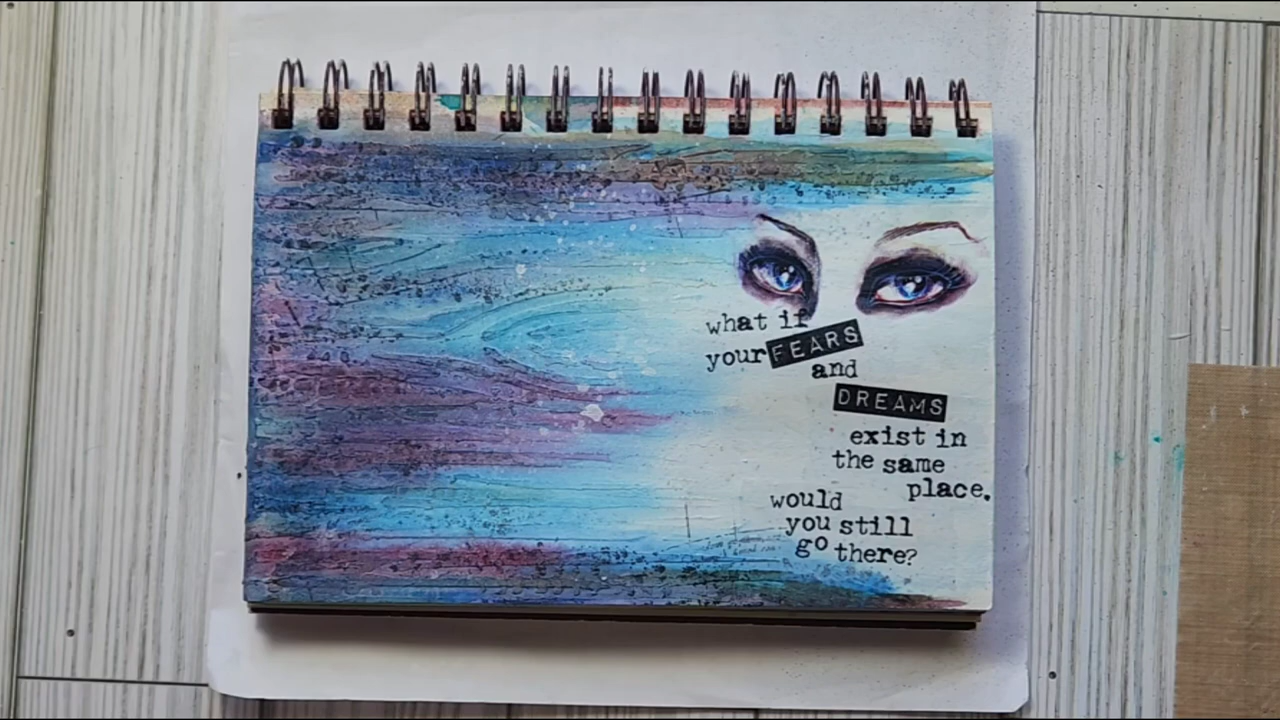 what if
your FEARS
and
DREAMS
exist in
the same
place.
would
you still
go there?